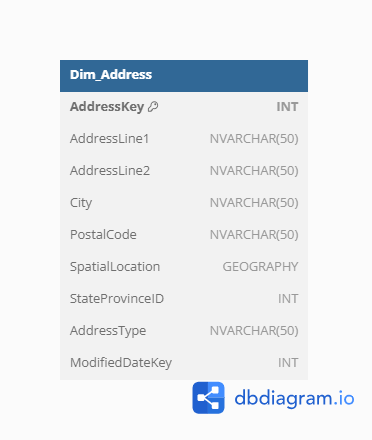 Dim_Address
AddressKey INT
AddressLine1 NVARCHAR(50)
AddressLine2 NVARCHAR(50)
City NVARCHAR(50)
PostalCode NVARCHAR(50)
SpatialLocation GEOGRAPHY
StateProvinceID INT
AddressType NVARCHAR(50)
ModifiedDateKey INT
dbdiagram.io